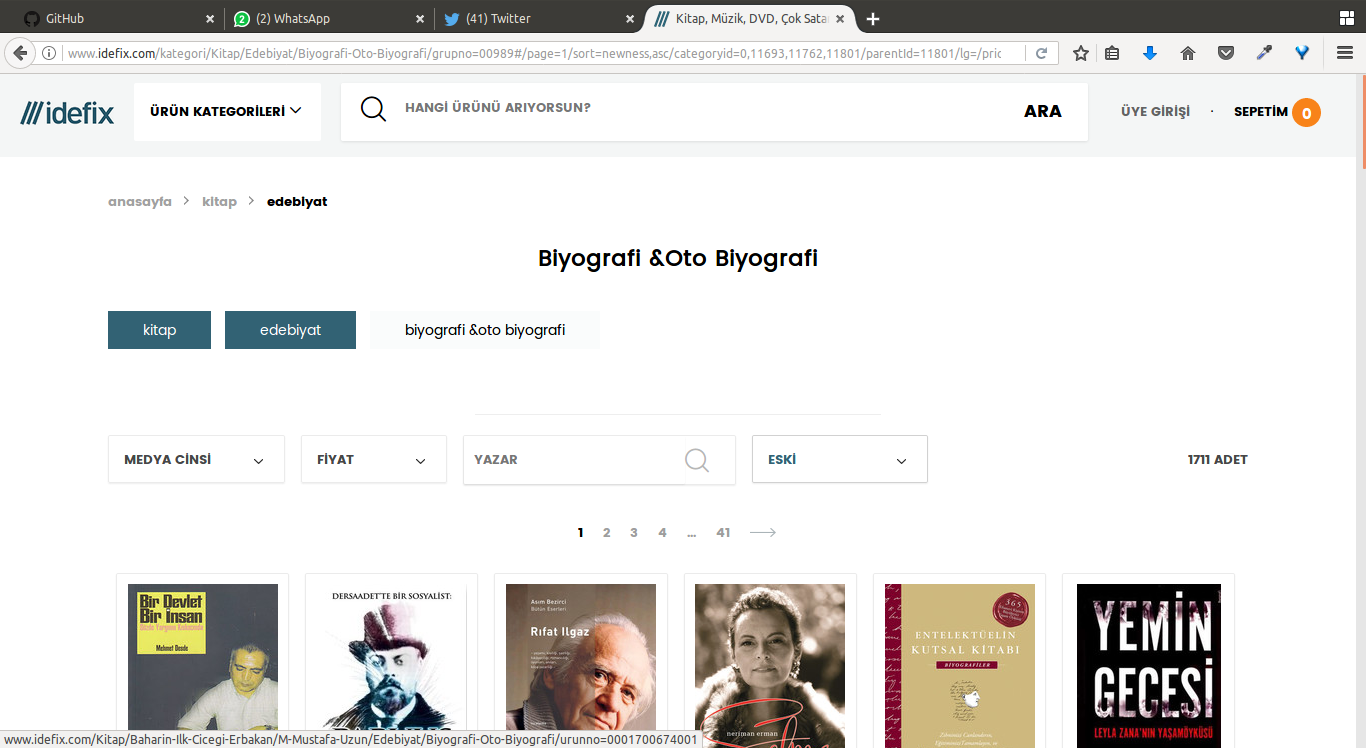 GitHub
(2) WhatsApp
(41) Twitter
Kitap, Müzik, DVD, Çok Sata
www.idefix.com/kategori/Kitap/Edebiyat/Biyografi-Oto-Biyografi/grupno=00989#/page=1/sort=newness,asc/categoryid=0,11693,11762,11801/parentId=11801/lg=/pric
idefix
ÜRÜN KATEGORİLERİ
HANGİ ÜRÜNÜ ARIYORSUN?
ARA
ÜYE GİRİŞİ
SEPETİM 0
anasayfa > kitap > edebiyat
Biyografi &Oto Biyografi
kitap
edebiyat
biyografi &oto biyografi
MEDYA CİNSİ
FİYAT
YAZAR
ESKİ
1711 ADET
1 2 3 4 ... 41
Bir Devlet
Bir İnsan
Mehmet Dende
DERSAADET'TE BİR SOSYALİST:
Asım Bezirci
Bütün Eserleri
Rıfat Ilgaz
neriman erman
365
ENTELEKTÜELİN
KUTSAL KİTABI
BİYOGRAFİLER
YEMİN
GECESİ
LEYLA ZANA'NIN YAŞAMÖYKÜSÜ
www.idefix.com/Kitap/Baharin-Ilk-Cicegi-Erbakan/M-Mustafa-Uzun/Edebiyat/Biyografi-Oto-Biyografi/urunno=0001700674001